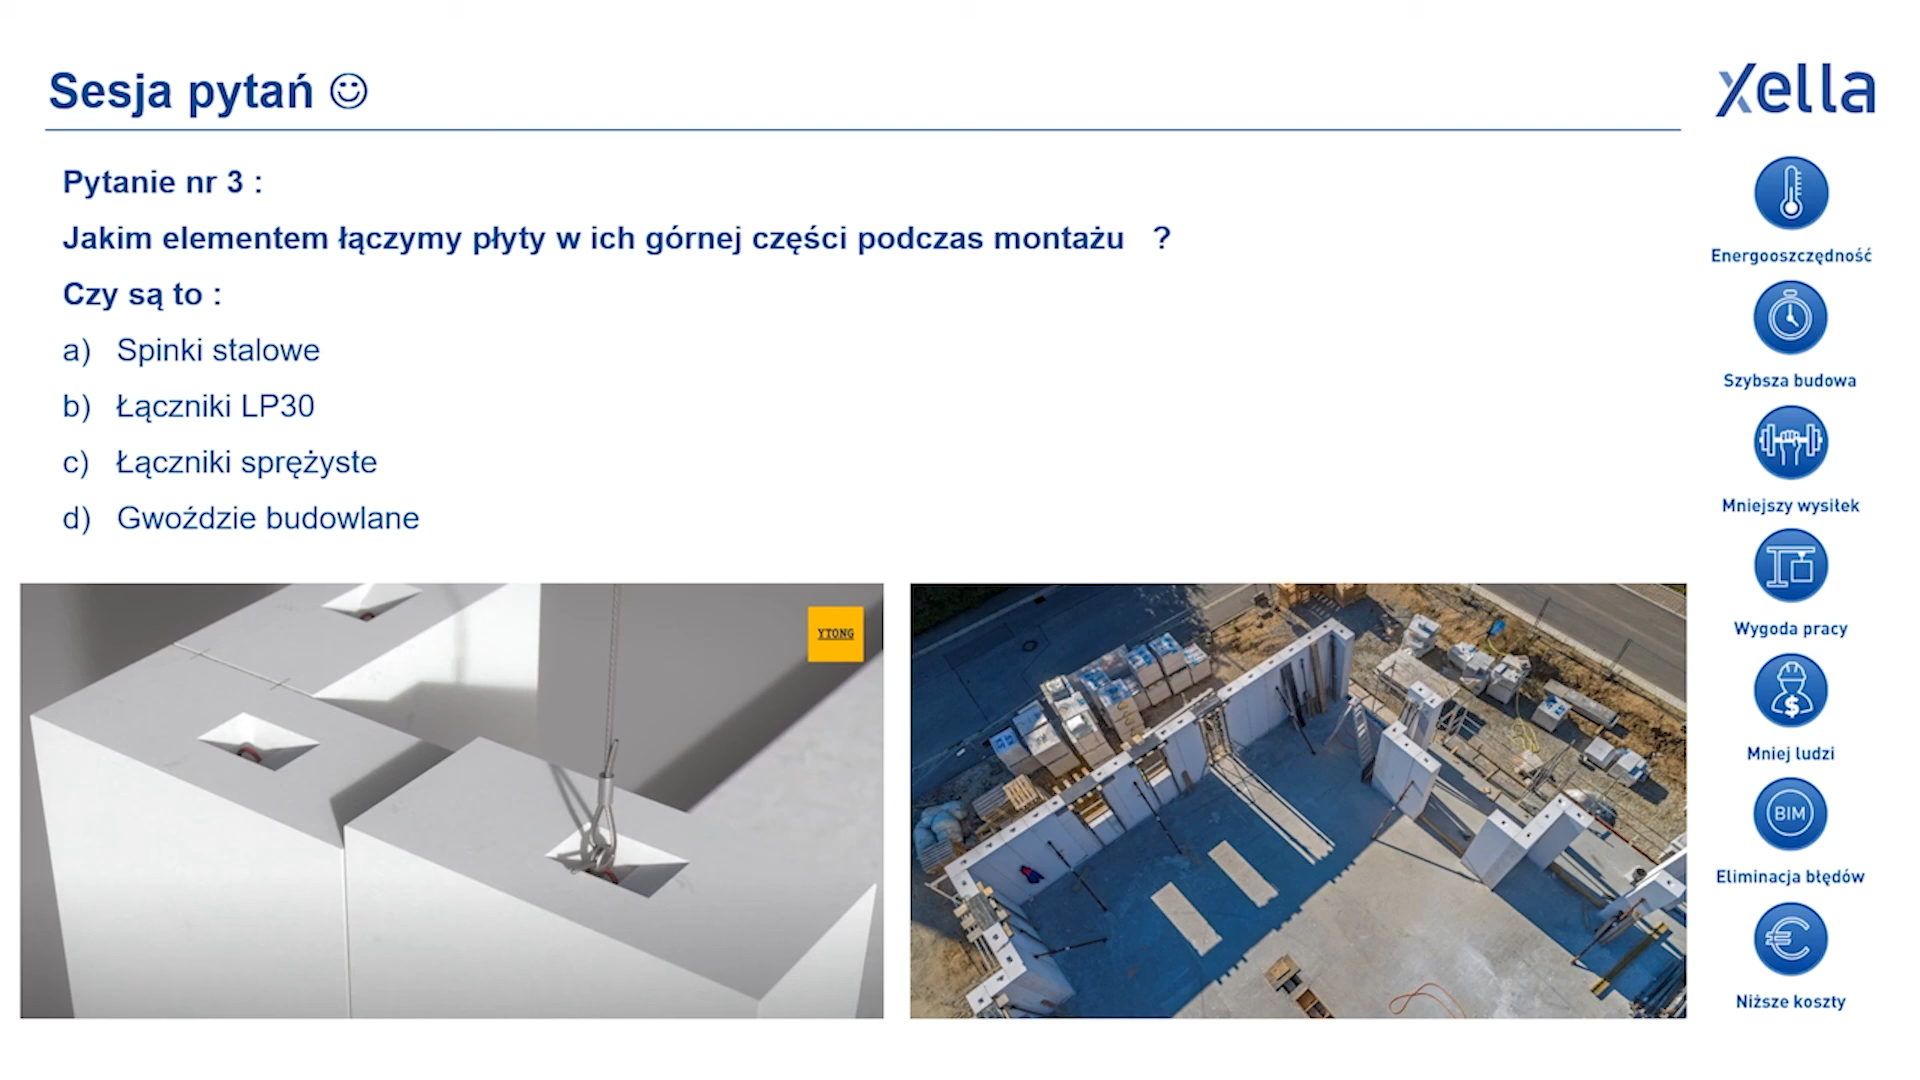 Sesja pytań ☺
xella
Pytanie nr 3 :
Jakim elementem łączymy płyty w ich górnej części podczas montażu ?
Czy są to :
a) Spinki stalowe
b) Łączniki LP30
c) Łączniki sprężyste
d) Gwoździe budowlane
YTONG
Energooszczędność
Szybsza budowa
Mniejszy wysiłek
Wygoda pracy
$
Mniej ludzi
BIM
Eliminacja błędów
€
Niższe koszty